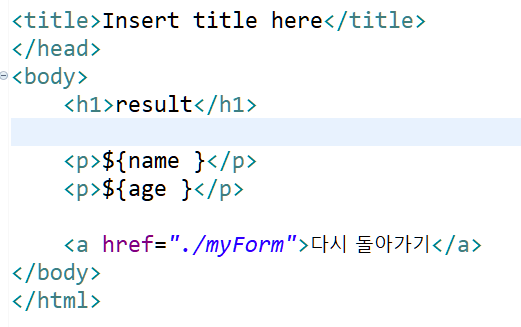 <title>Insert title here</title>
</head>
<body>
<h1>result</h1>
<p>${name }</p>
<p>${age }</p>
<a href="./myForm">다시 돌아가기</a>
</body>
</html>